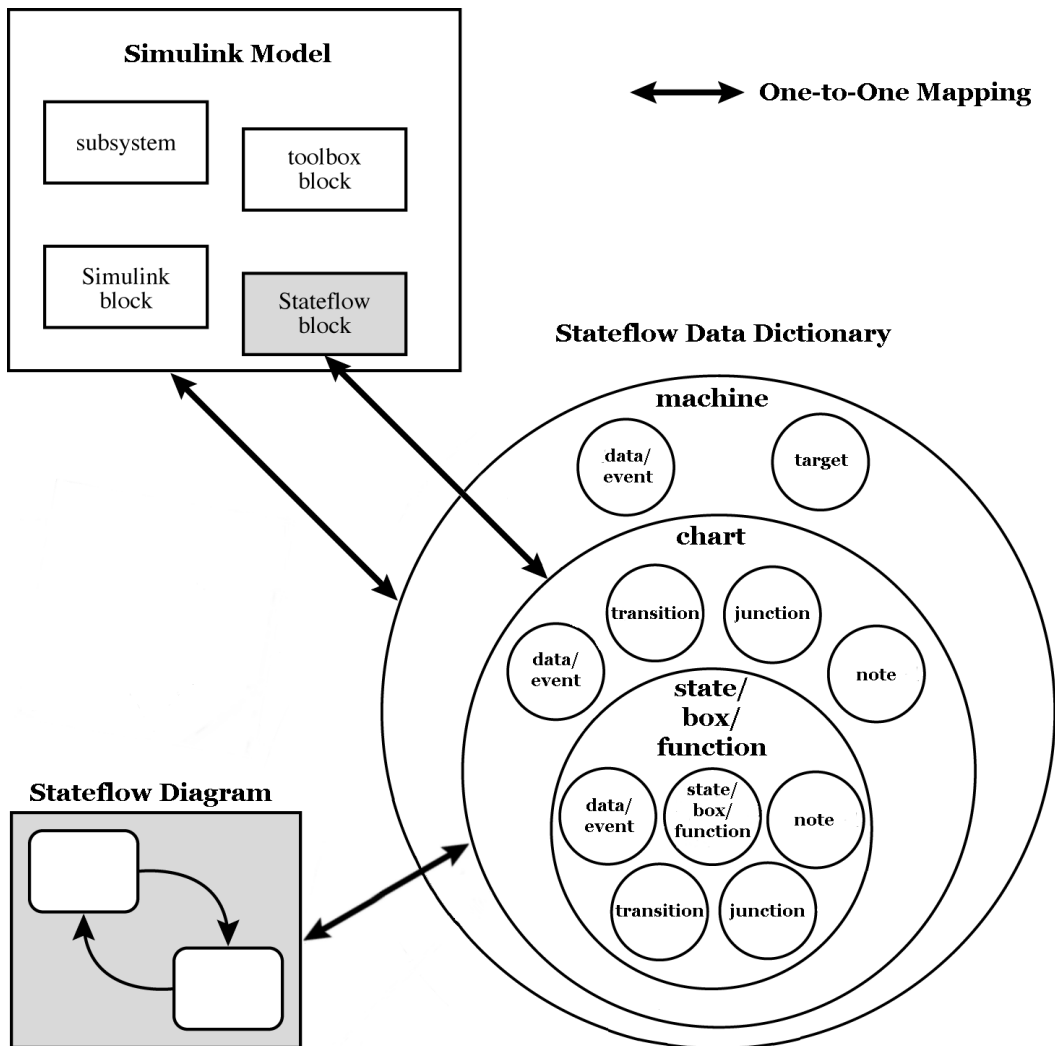 Simulink Model
subsystem
toolbox
block
Simulink
block
Stateflow
block
One-to-One Mapping
Stateflow Data Dictionary
machine
data/
event
target
chart
transition
junction
data/
event
note
state/
box/
function
data/
event
state/
box/
function
note
transition
junction
Stateflow Diagram